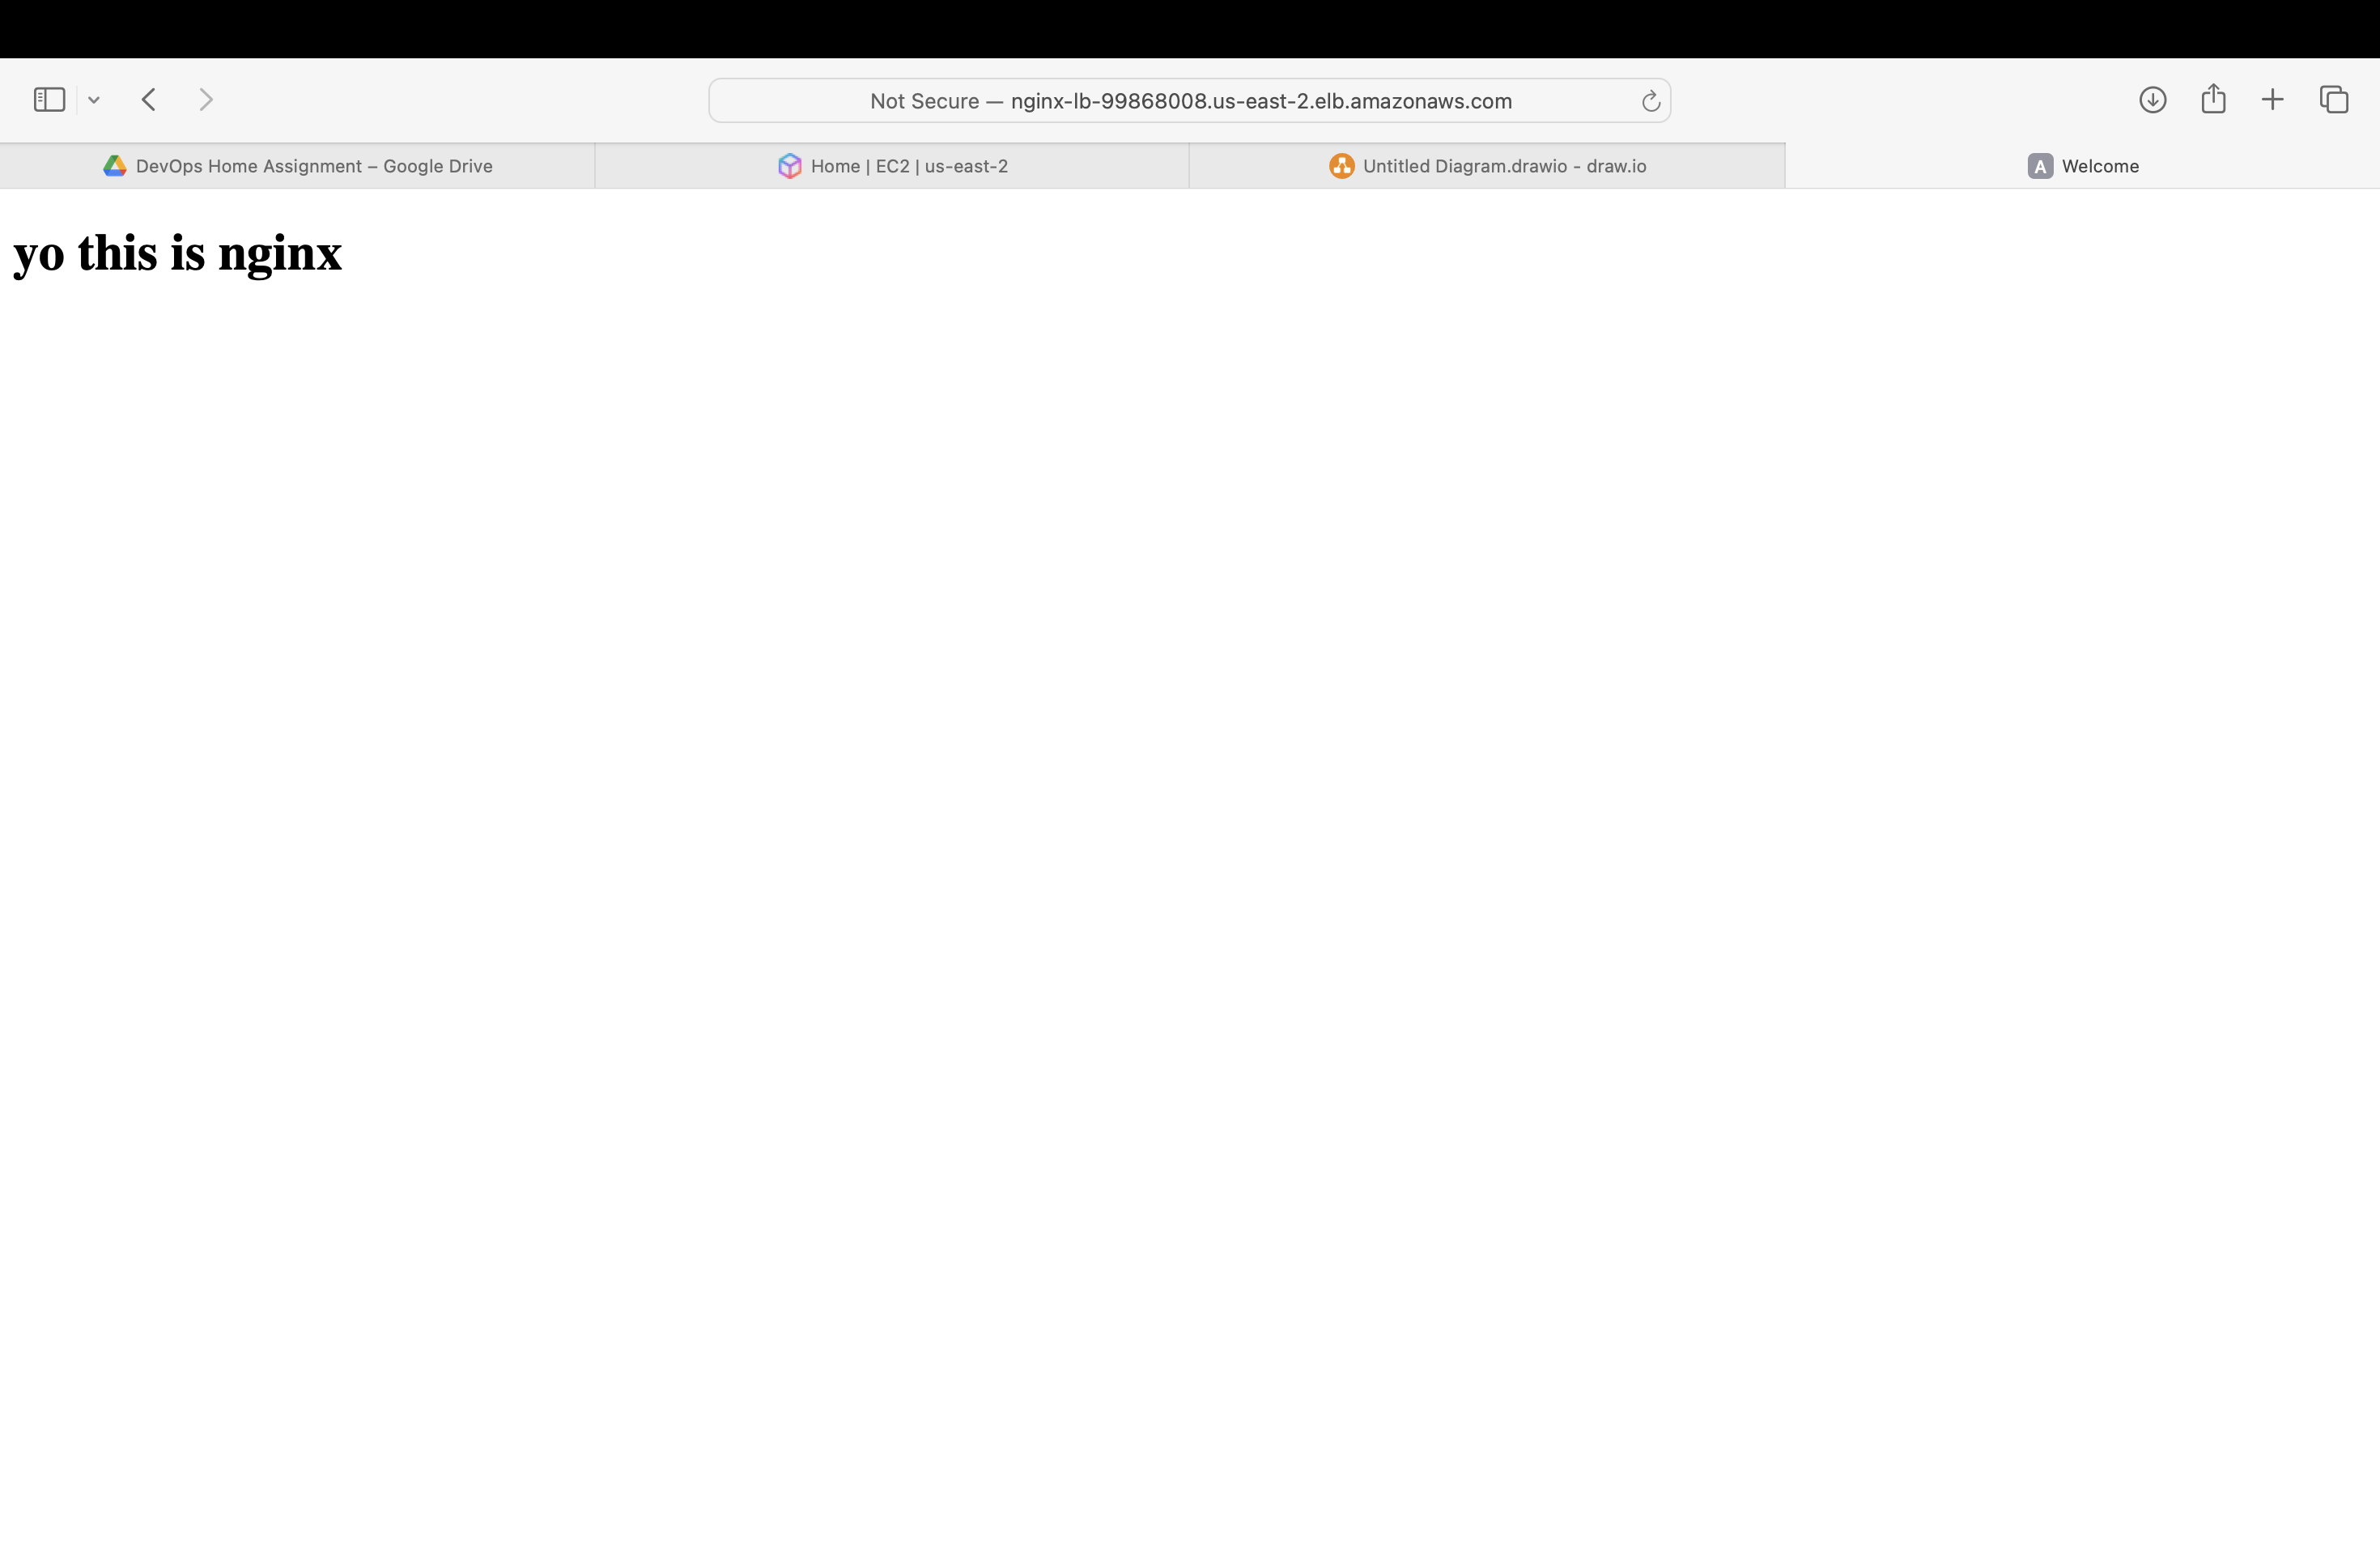 Not Secure — nginx-lb-99868008.us-east-2.elb.amazonaws.com
DevOps Home Assignment – Google Drive
Home | EC2 | us-east-2
Untitled Diagram.drawio - draw.io
A Welcome
yo this is nginx